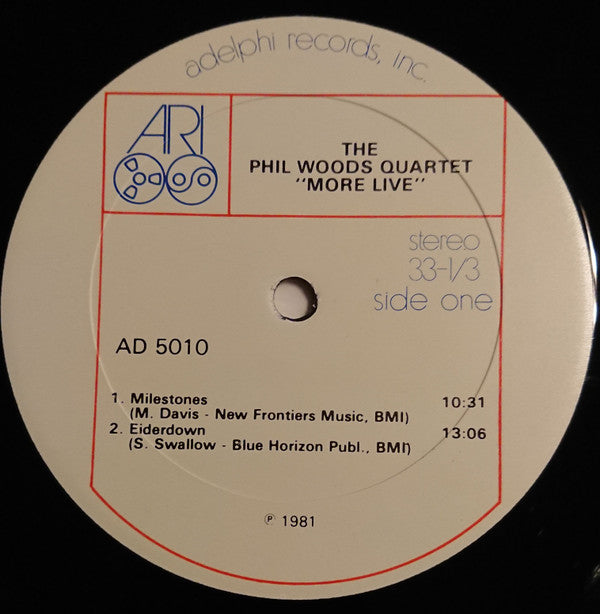 adelphi records, inc.
ARI
THE
PHIL WOODS QUARTET
"MORE LIVE"
stereo
33-1/3
side one
AD 5010
1. Milestones 10:31
(M. Davis - New Frontiers Music, BMI)
2. Eiderdown 13:06
(S. Swallow - Blue Horizon Publ., BMI)
℗ 1981